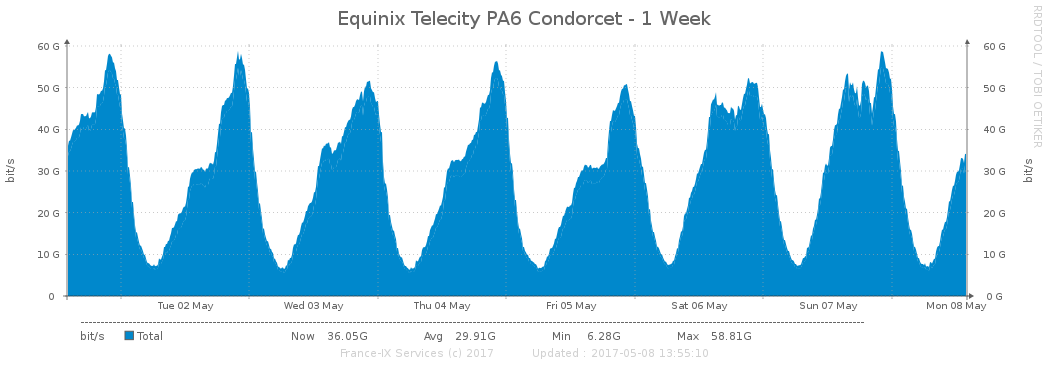 Equinix Telecity PA6 Condorcet - 1 Week
RRDTOOL / TOBI OETIKER
60 G 60 G
50 G 50 G
40 G 40 G
30 G 30 G
20 G 20 G
10 G 10 G
0 0 G
bit/s bit/s
Tue 02 May Wed 03 May Thu 04 May Fri 05 May Sat 06 May Sun 07 May Mon 08 May
bit/s Total Now 36.05G Avg 29.91G Min 6.28G Max 58.81G
France-IX Services (c) 2017 Updated : 2017-05-08 13:55:10